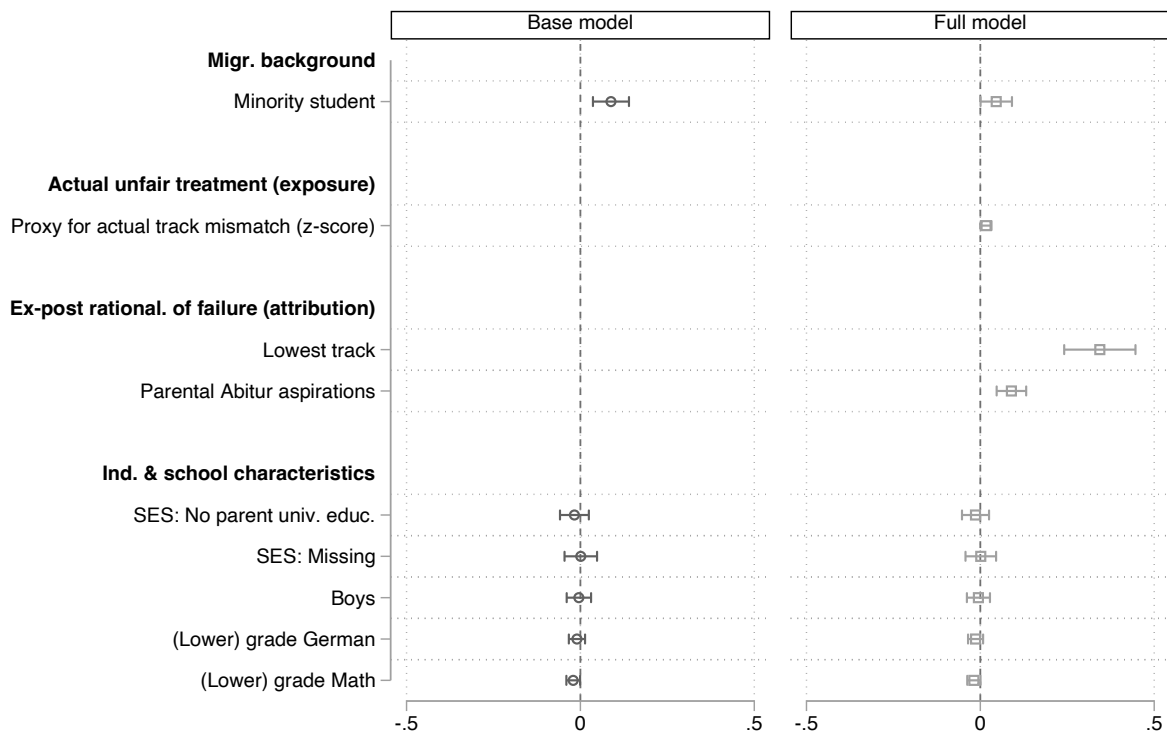 Base model
Full model
Migr. background
Minority student
Actual unfair treatment (exposure)
Proxy for actual track mismatch (z-score)
Ex-post rational. of failure (attribution)
Lowest track
Parental Abitur aspirations
Ind. & school characteristics
SES: No parent univ. educ.
SES: Missing
Boys
(Lower) grade German
(Lower) grade Math
-.5 0 .5
-.5 0 .5